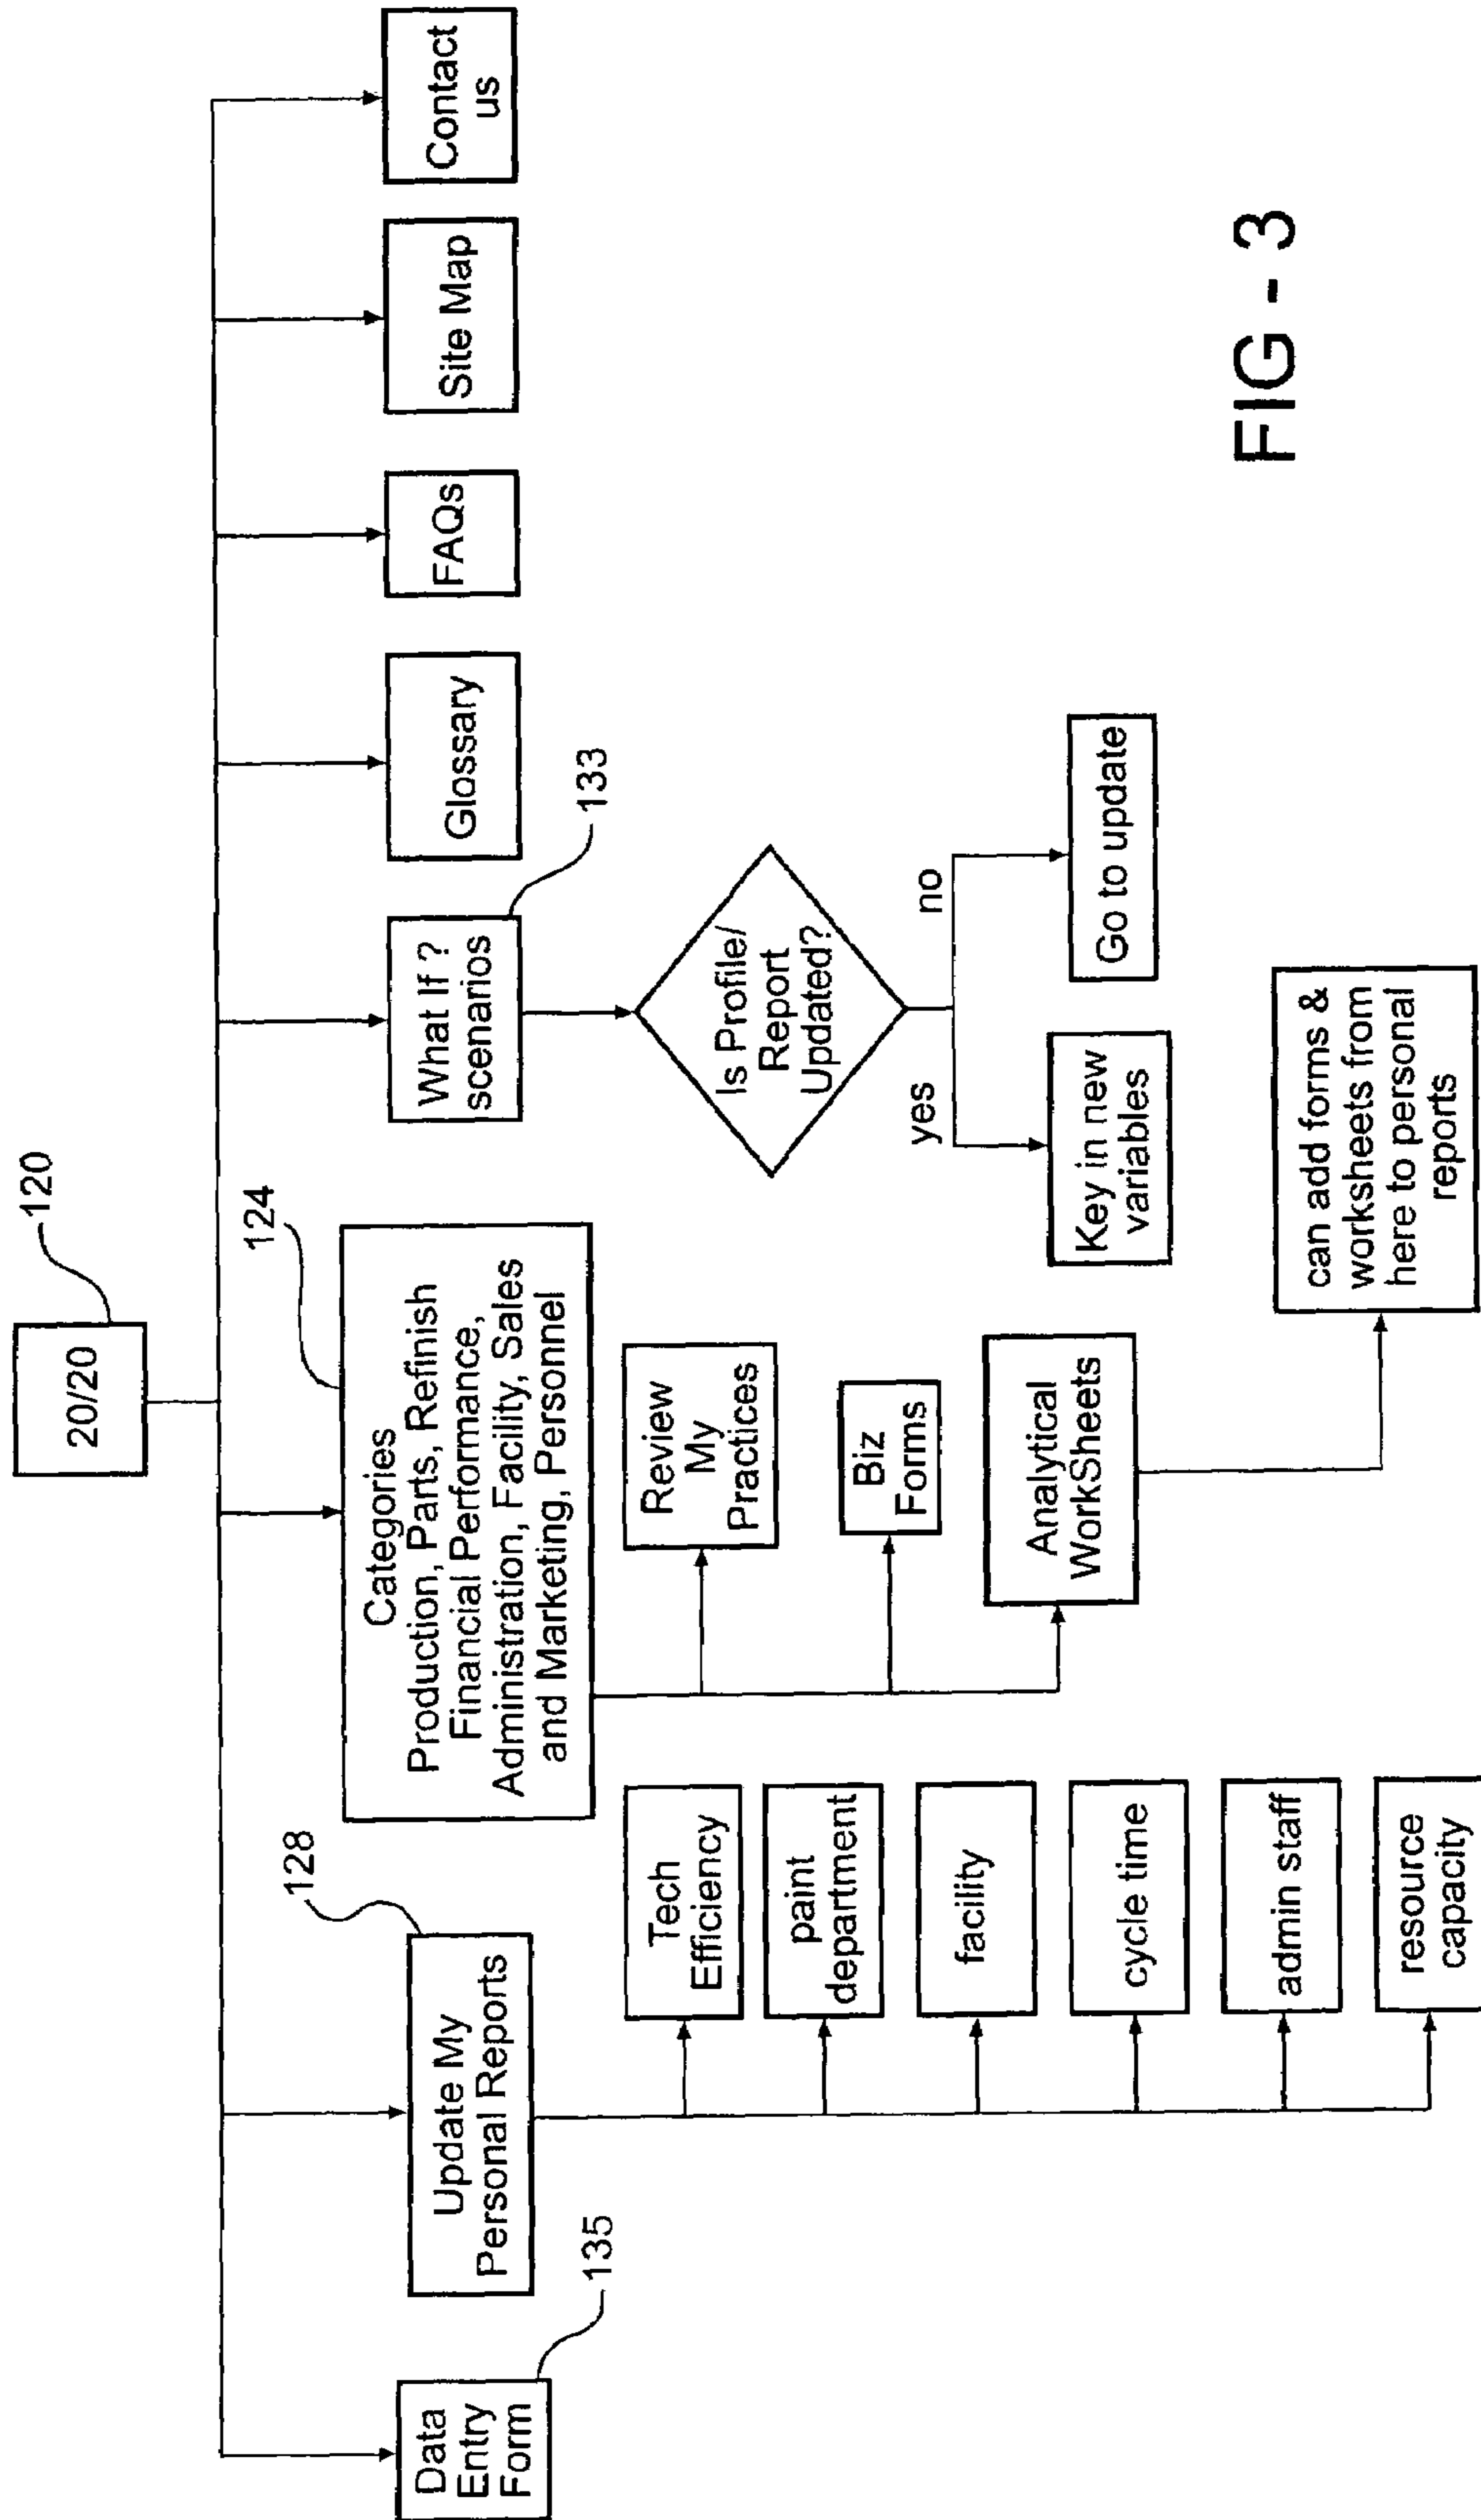 120
20/20
Data
Entry
Form
135
128
Update My
Personal Reports
Tech
Efficiency
paint
department
facility
cycle time
admin staff
resource
capacity
124
Categories
Production, Parts, Refinish
Financial Performance,
Administration, Facility, Sales
and Marketing, Personnel
Review
My
Practices
Biz
Forms
Analytical
WorkSheets
can add forms &
worksheets from
here to personal
reports
What If ?
scenarios
133
Is Profile/
Report
Updated?
yes
no
Key in new
variables
Go to update
Glossary
FAQs
Site Map
Contact
us
FIG - 3